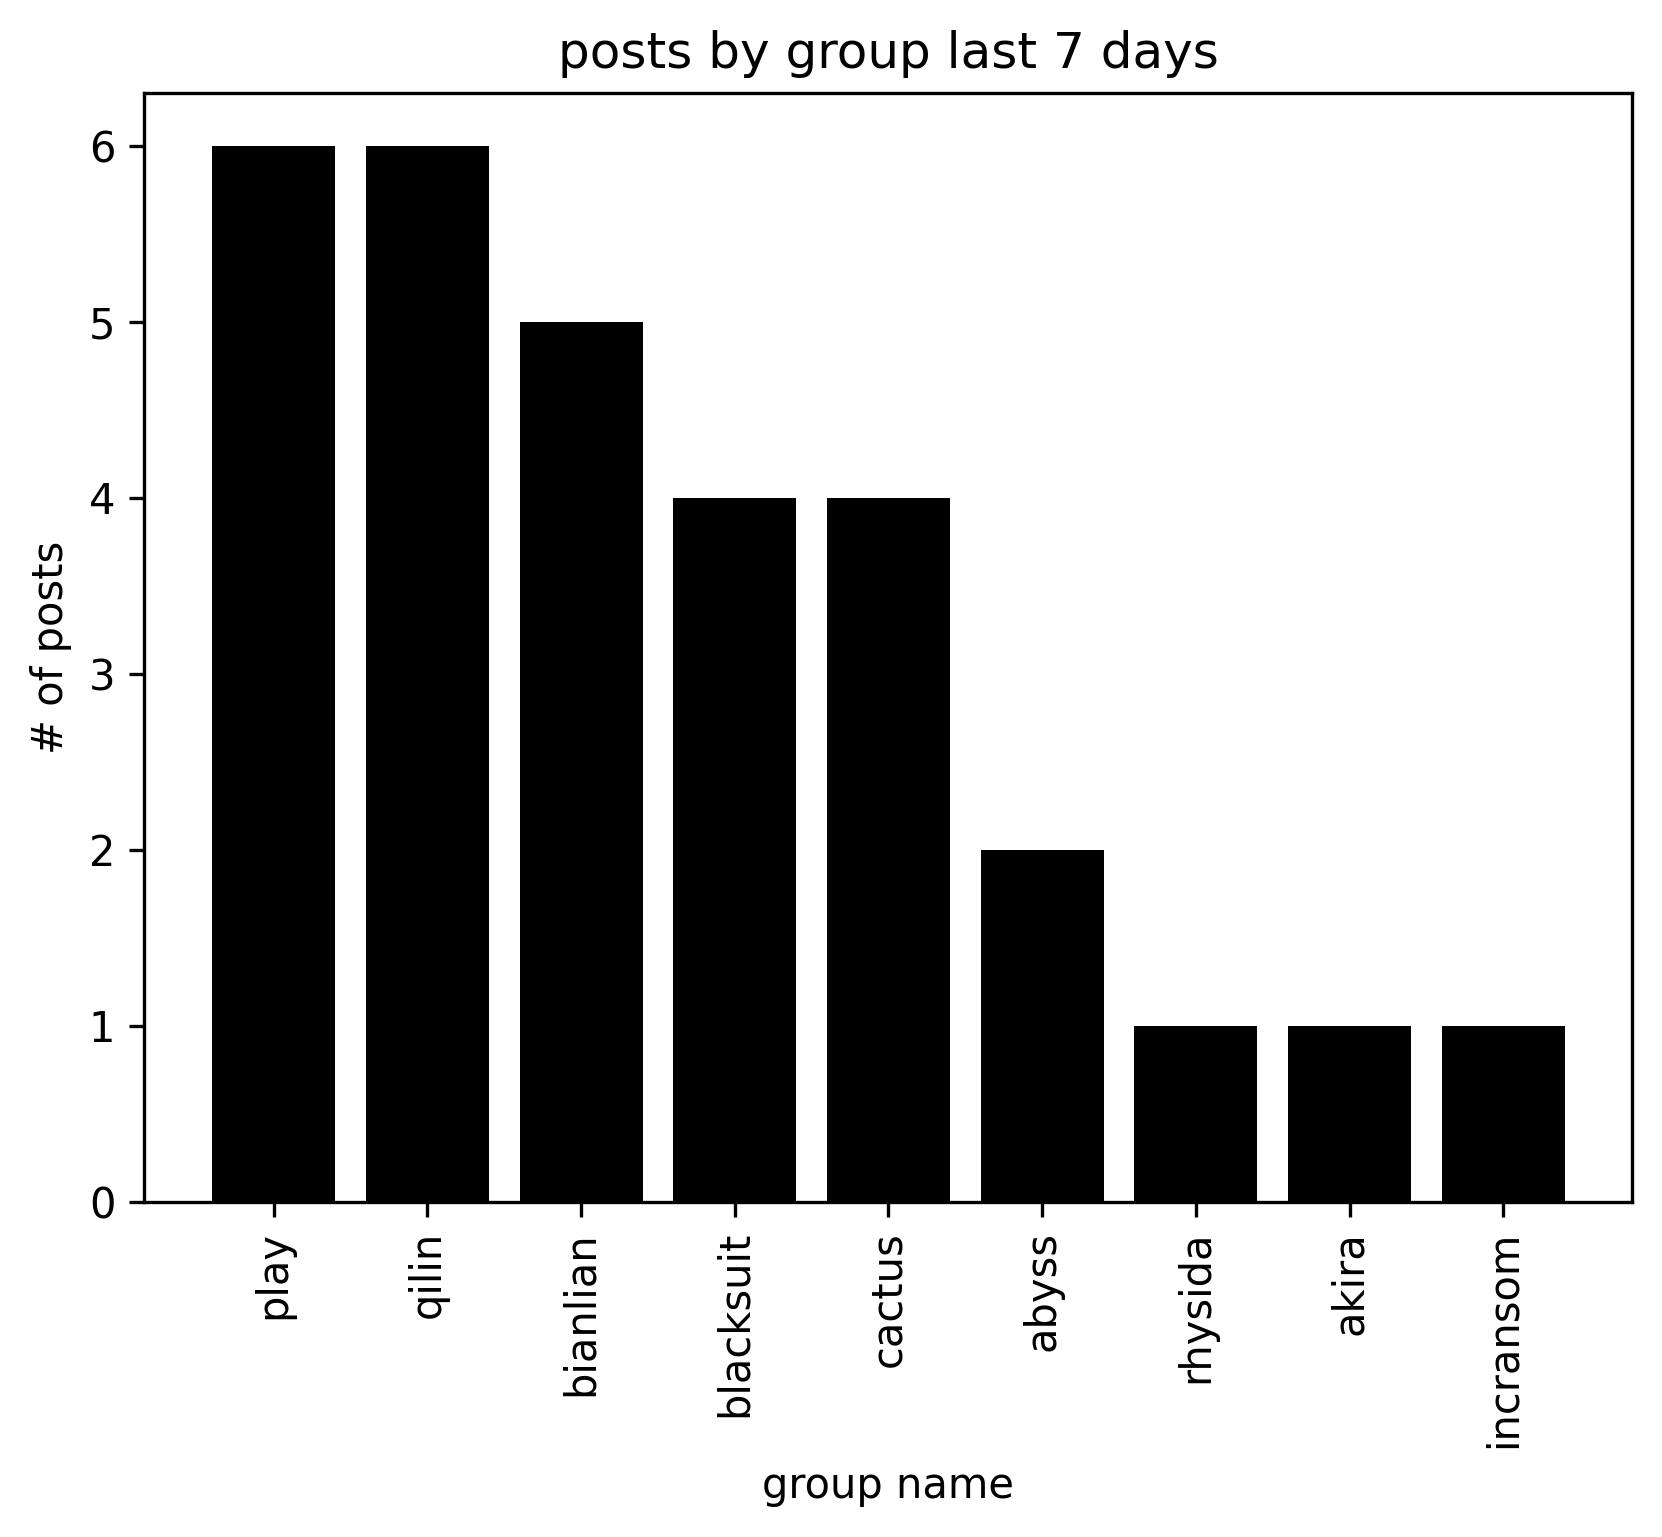 posts by group last 7 days
6
5
4
3
2
1
0
# of posts
play
qilin
bianlian
blacksuit
cactus
abyss
rhysida
akira
incransom
group name